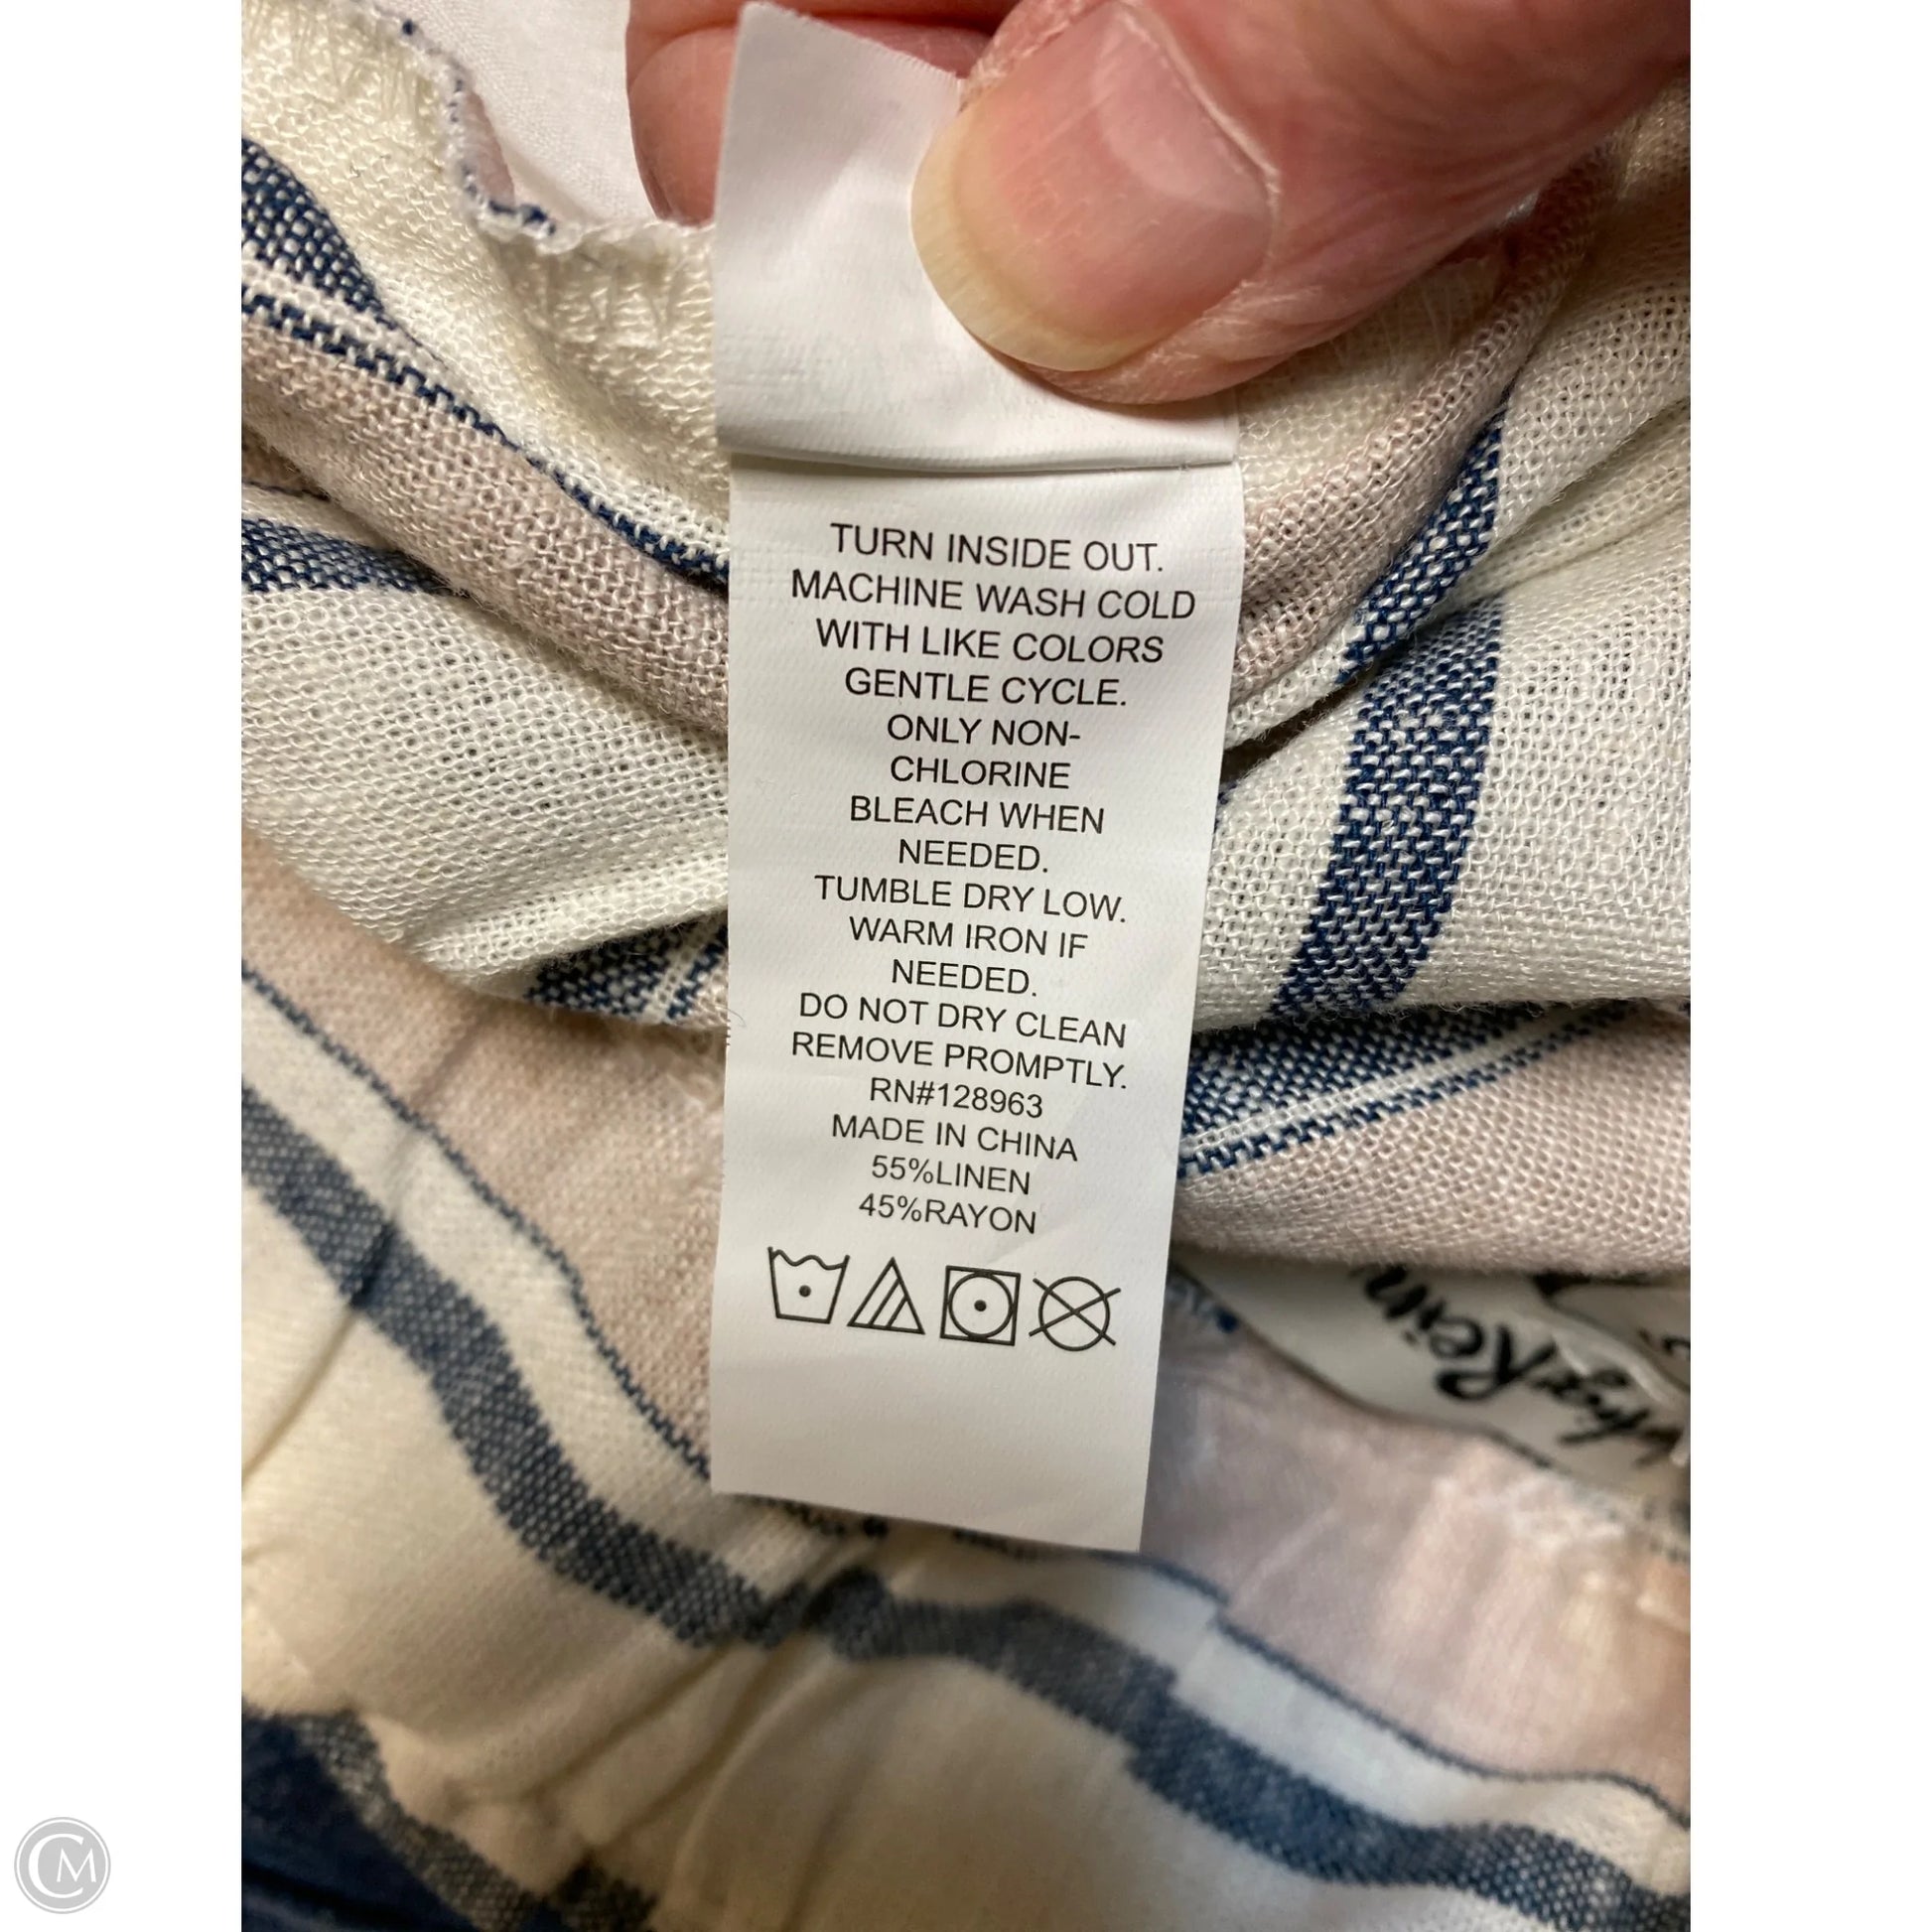 TURN INSIDE OUT.
MACHINE WASH COLD
WITH LIKE COLORS
GENTLE CYCLE.
ONLY NON-
CHLORINE
BLEACH WHEN
NEEDED.
TUMBLE DRY LOW.
WARM IRON IF
NEEDED.
DO NOT DRY CLEAN
REMOVE PROMPTLY.
RN#128963
MADE IN CHINA
55%LINEN
45%RAYON
CM